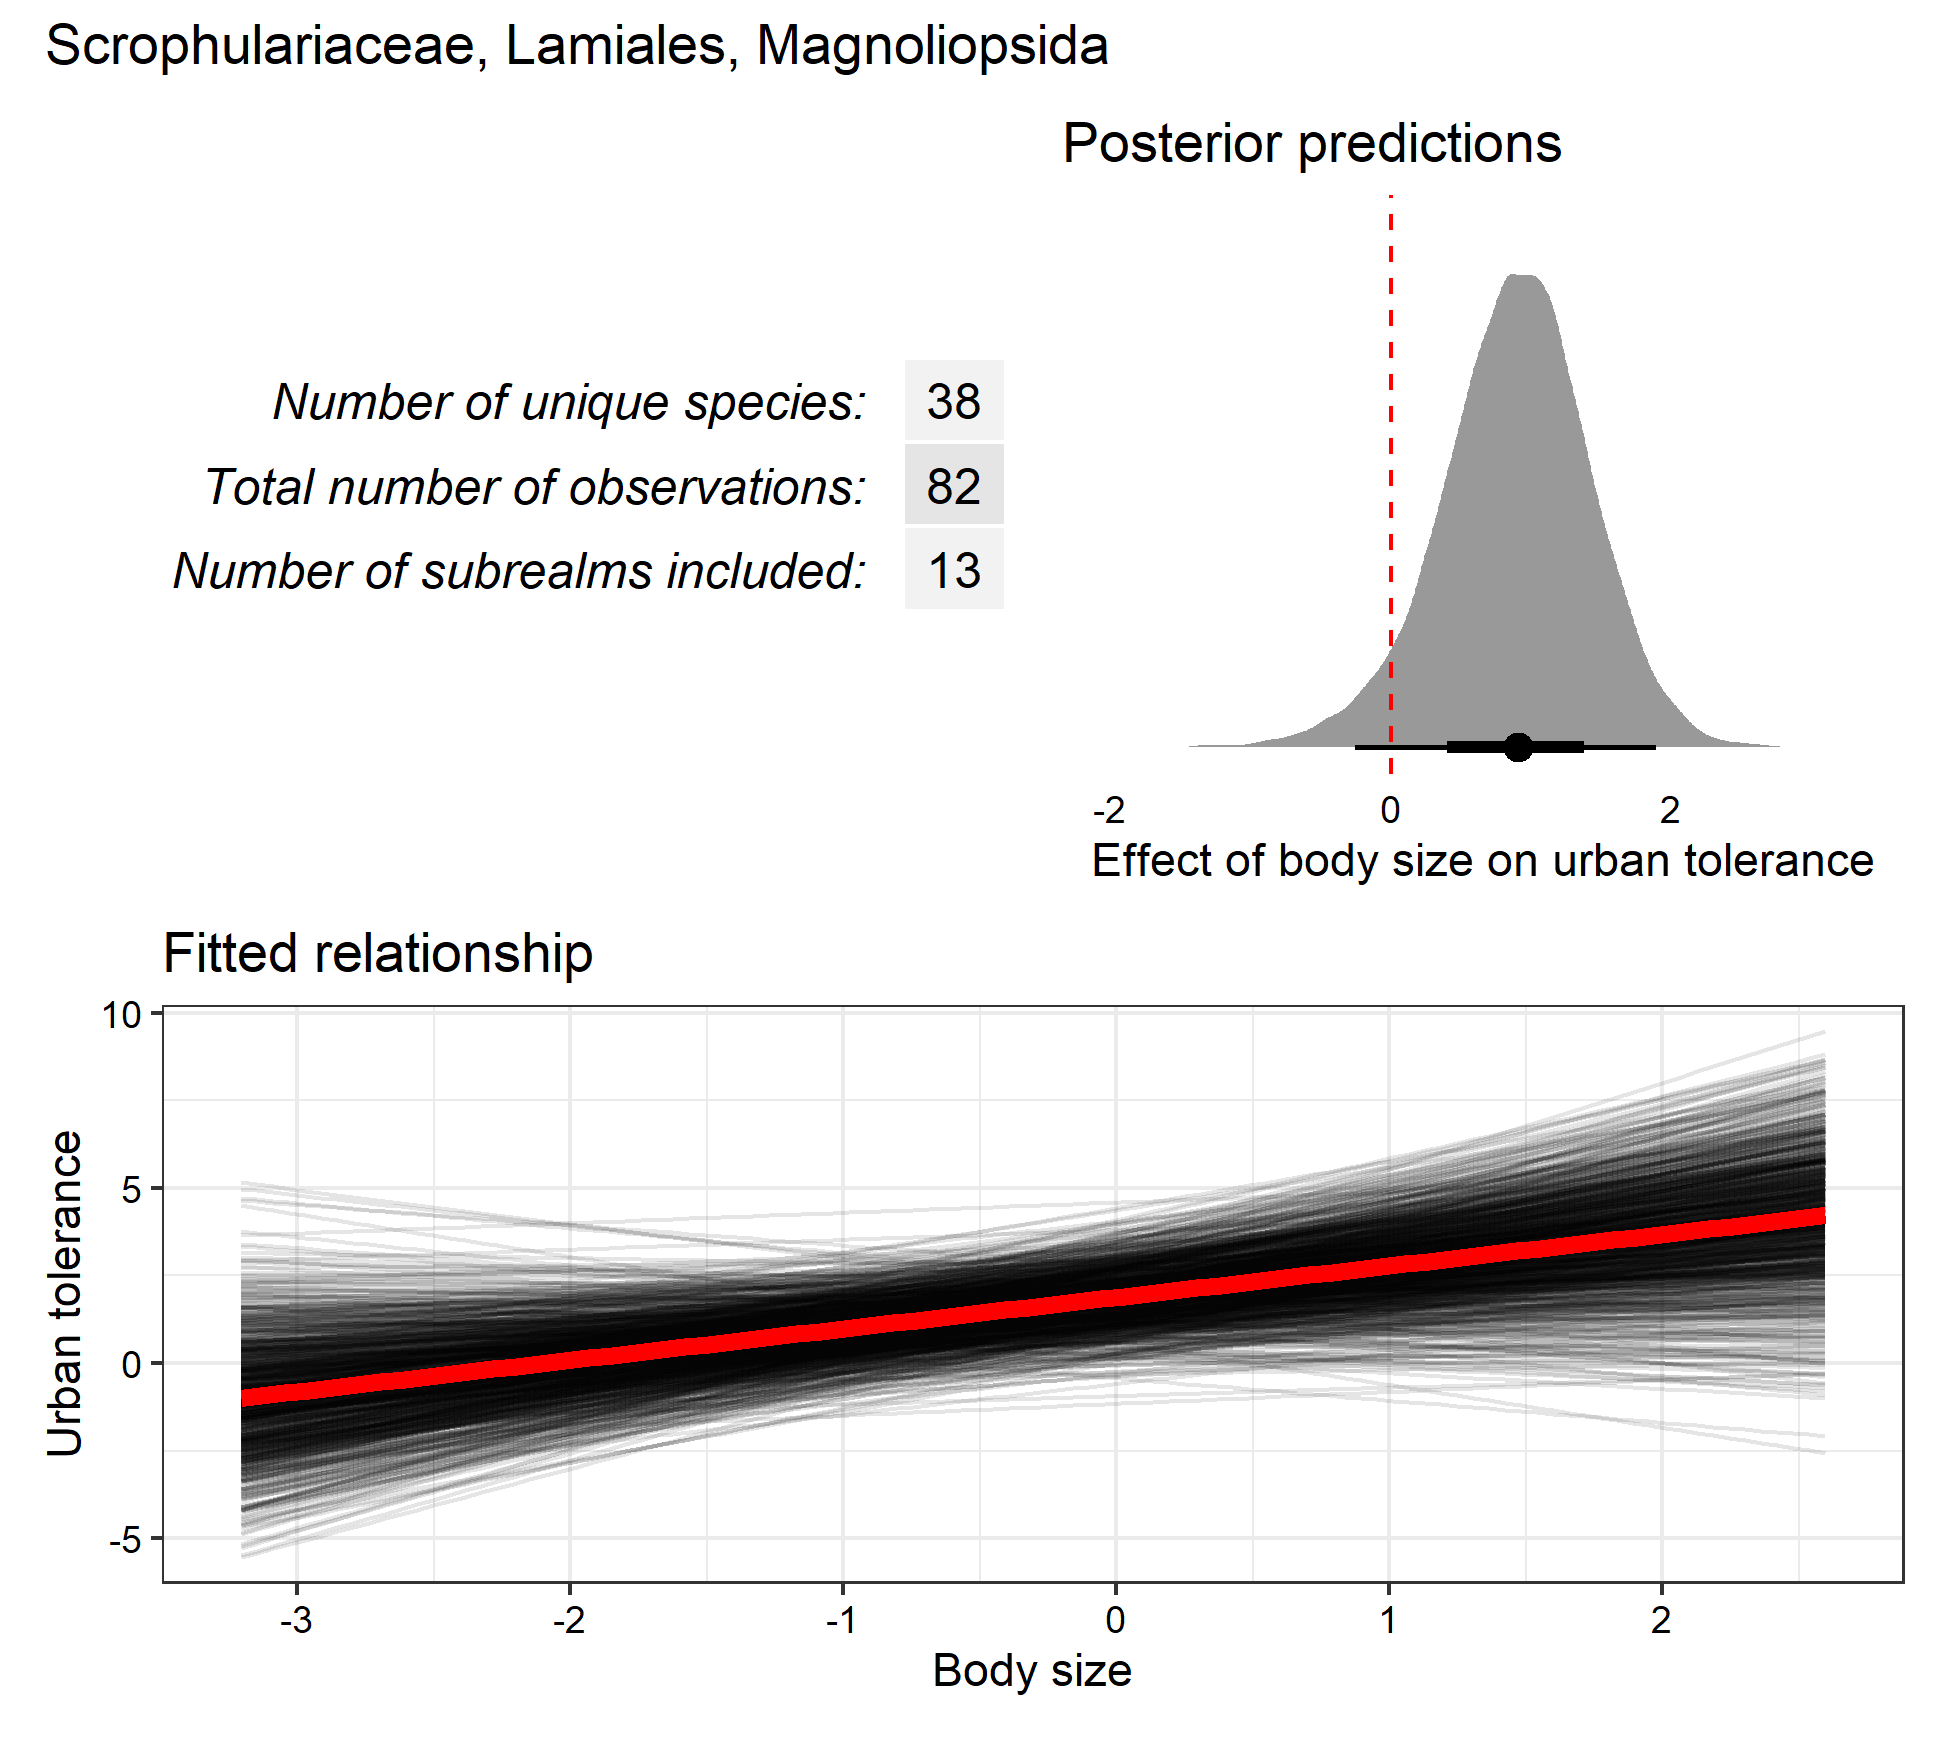 Scrophulariaceae, Lamiales, Magnoliopsida
Posterior predictions
Number of unique species: 38
Total number of observations: 82
Number of subrealms included: 13
-2 0 2
Effect of body size on urban tolerance
Fitted relationship
10
5
0
-5
Urban tolerance
-3 -2 -1 0 1 2
Body size